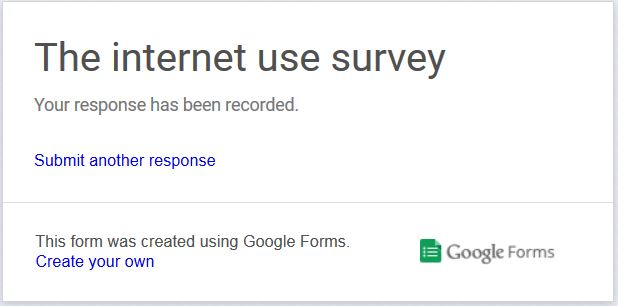 The internet use survey
Your response has been recorded.
Submit another response
This form was created using Google Forms.
Create your own
Google Forms